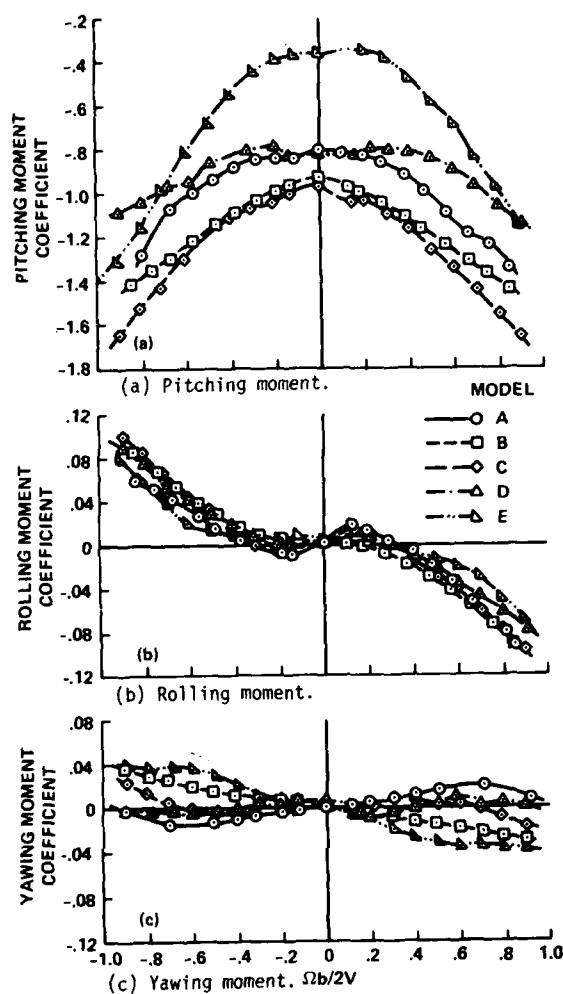 PITCHING MOMENT
COEFFICIENT
-.2
-.4
-.6
-.8
-1.0
-1.2
-1.4
-1.6
-1.8
(a)
(a) Pitching moment.
MODEL
A
B
C
D
E
ROLLING MOMENT
COEFFICIENT
.12
.08
.04
0
-.04
-.08
-.12
(b)
(b) Rolling moment.
YAWING MOMENT
COEFFICIENT
.08
.04
0
-.04
-.08
-.12
(c)
-1.0 -.8 -.6 -.4 -.2 0 .2 .4 .6 .8 1.0
(c) Yawing moment. Ωb/2V